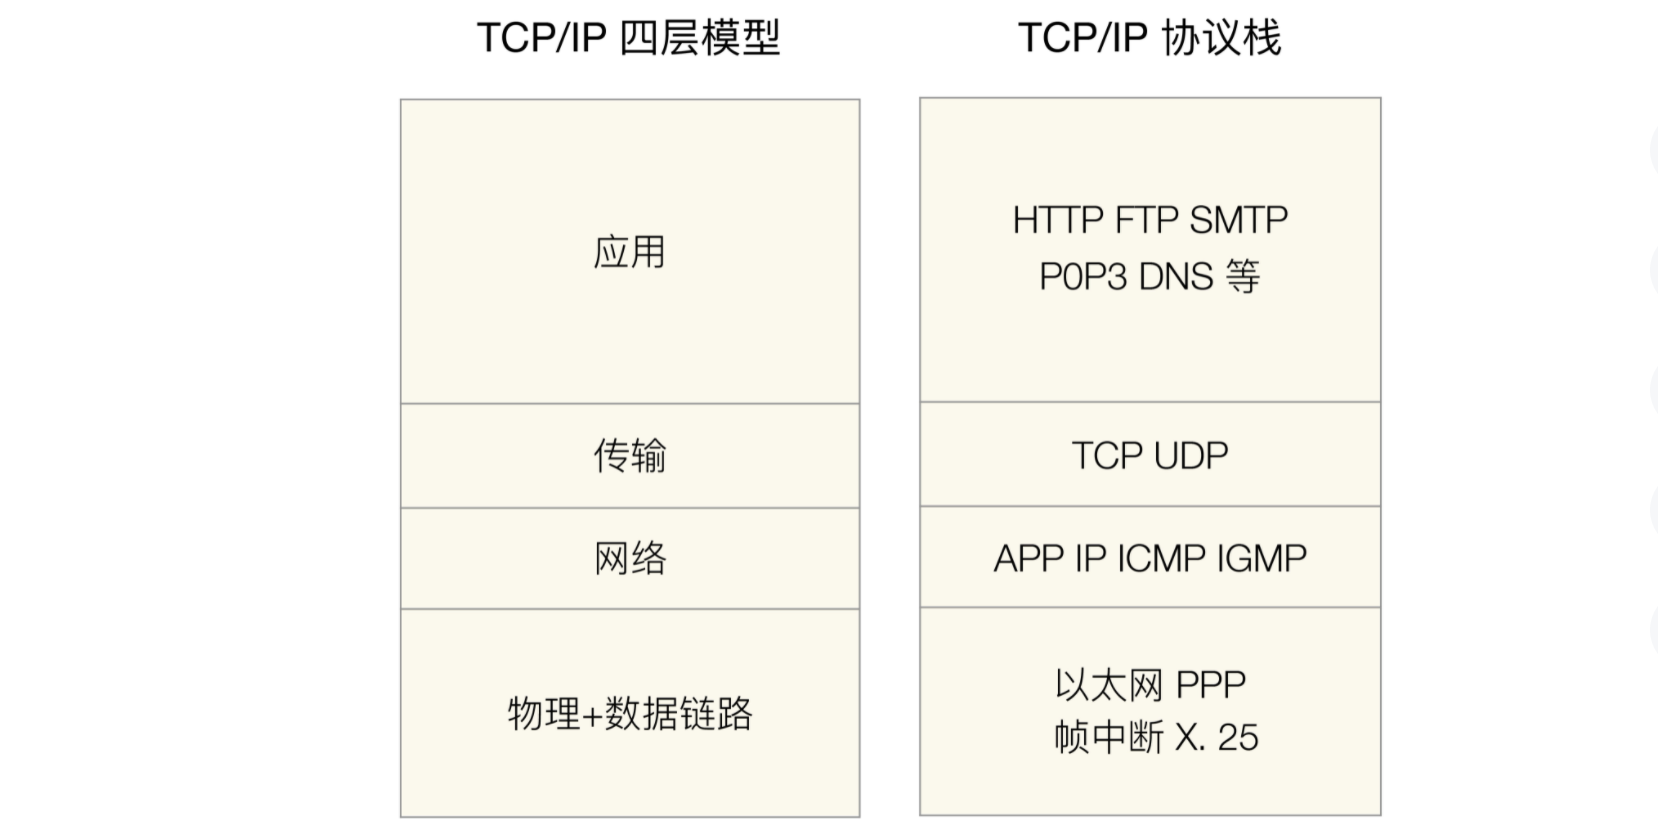 TCP/IP 四层模型
TCP/IP 协议栈
应用
HTTP FTP SMTP
P0P3 DNS 等
传输
TCP UDP
网络
APP IP ICMP IGMP
物理+数据链路
以太网 PPP
帧中断 X. 25